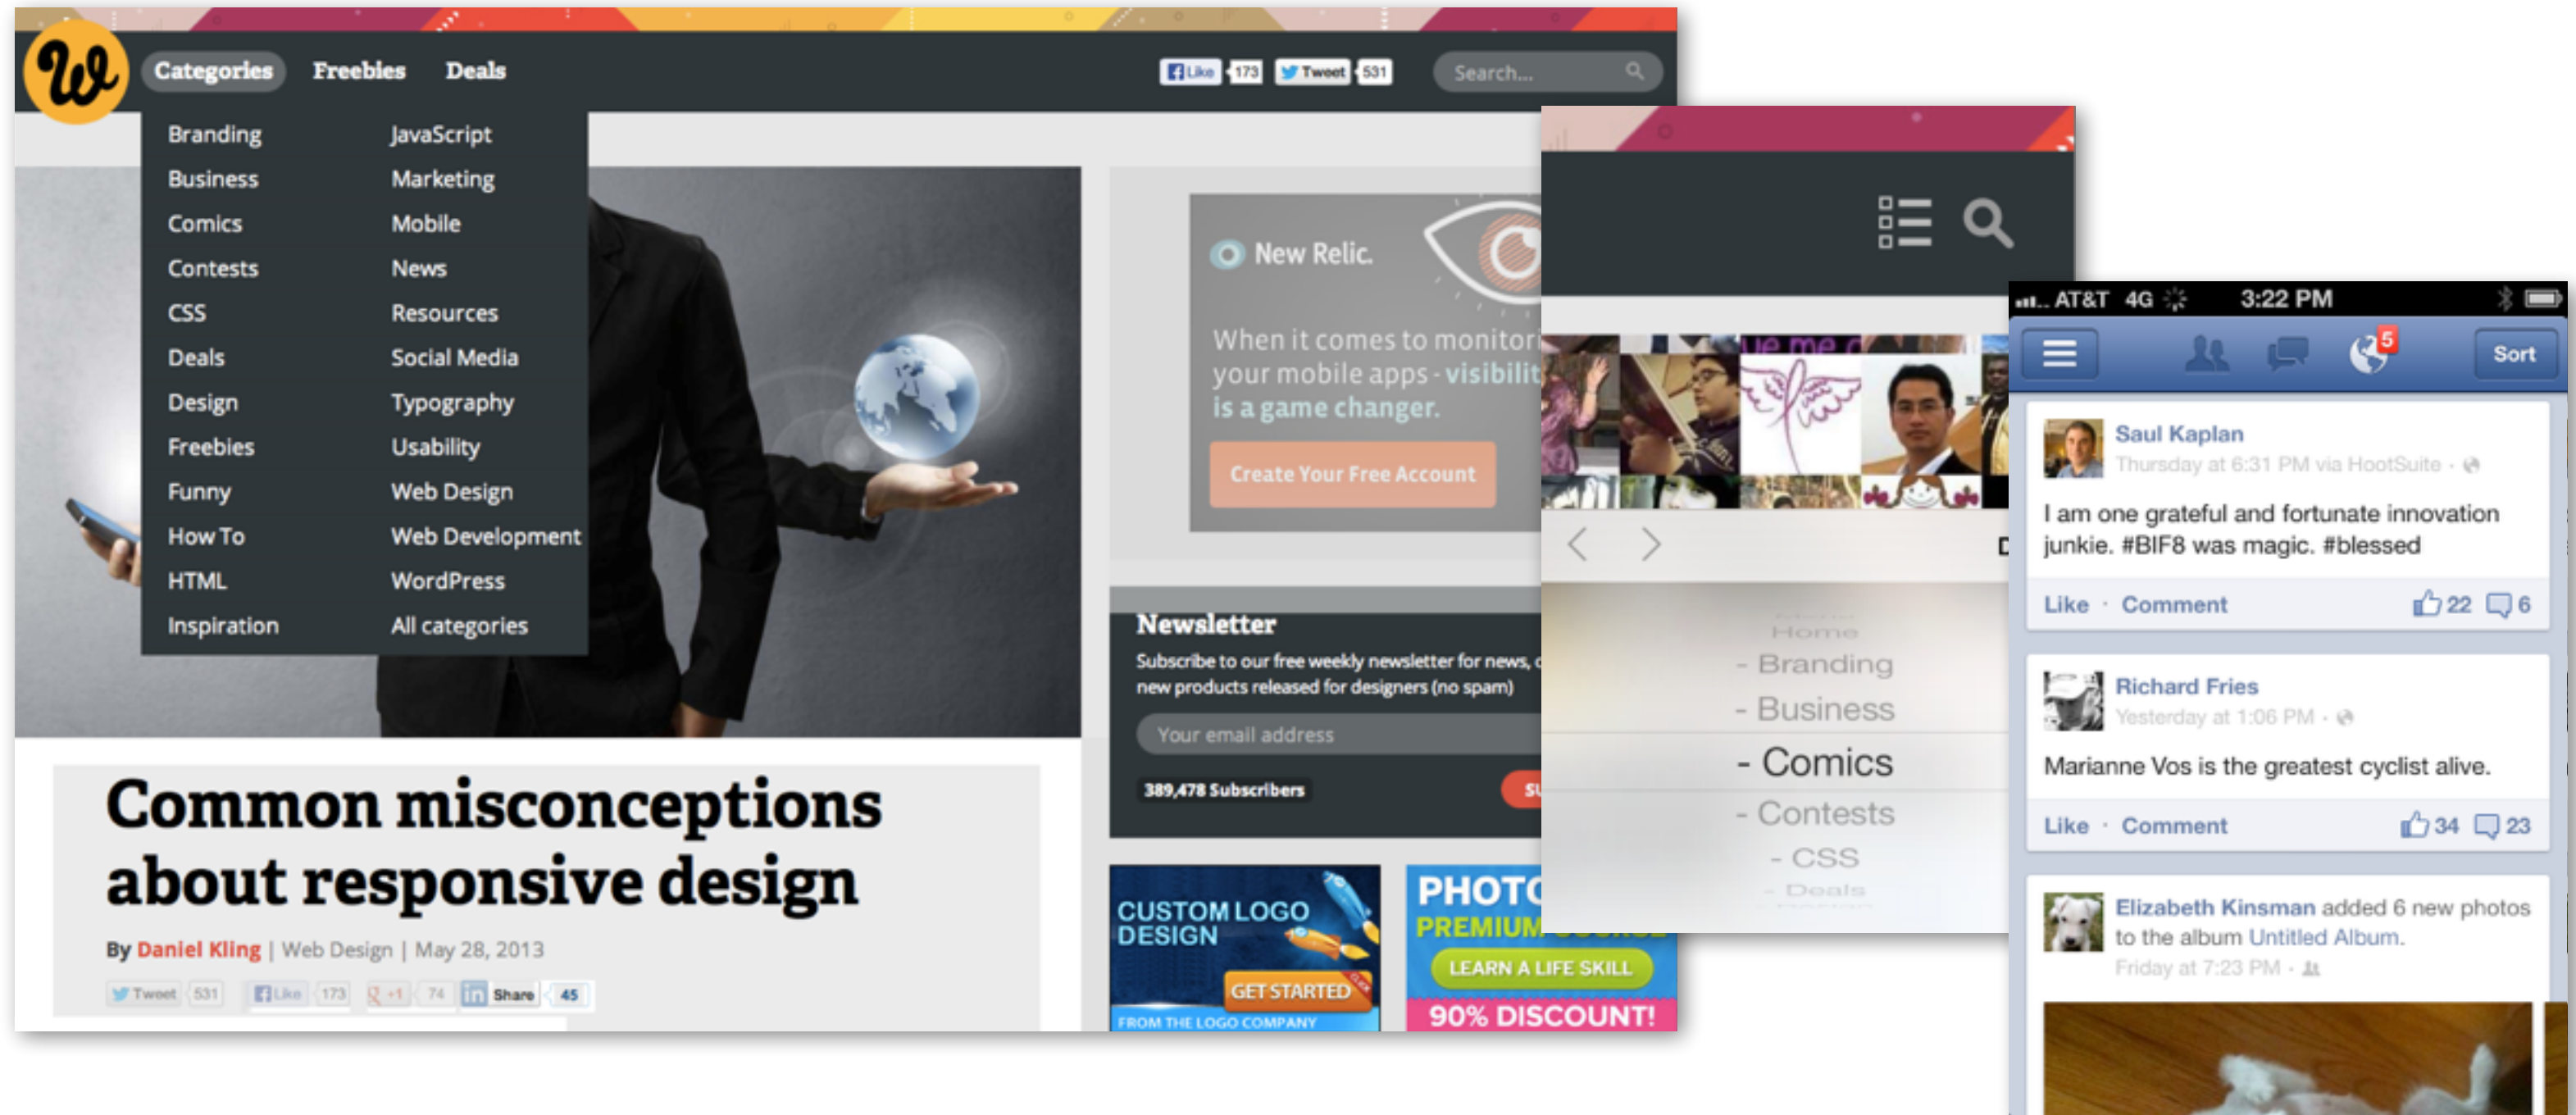 Categories Freebies Deals
Like 173 Tweet 531 Search...
Branding JavaScript
Business Marketing
Comics Mobile
Contests News
CSS Resources
Deals Social Media
Design Typography
Freebies Usability
Funny Web Design
How To Web Development
HTML WordPress
Inspiration All categories
New Relic.
When it comes to monitori
your mobile apps - visibilit
is a game changer.
Create Your Free Account
Newsletter
Subscribe to our free weekly newsletter for news,
new products released for designers (no spam)
Your email address
389,478 Subscribers
SU
Common misconceptions
about responsive design
By Daniel Kling | Web Design | May 28, 2013
Tweet 531 Like 173 +1 74 in Share 45
CUSTOM LOGO
DESIGN
GET STARTED
CLICK
FROM THE LOGO COMPANY
PHOTO
PREMIUM
LEARN A LIFE SKILL
90% DISCOUNT!
ue me
Home
- Branding
- Business
- Comics
- Contests
- CSS
- Deals
AT&T 4G 3:22 PM
5
Sort
Saul Kaplan
Thursday at 6:31 PM via HootSuite ·
I am one grateful and fortunate innovation
junkie. #BIF8 was magic. #blessed
Like · Comment 22 6
Richard Fries
Yesterday at 1:06 PM ·
Marianne Vos is the greatest cyclist alive.
Like · Comment 34 23
Elizabeth Kinsman added 6 new photos
to the album Untitled Album.
Friday at 7:23 PM ·